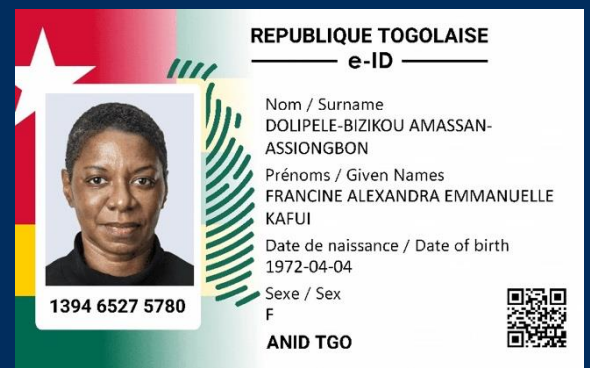 REPUBLIQUE TOGOLAISE
e-ID
Nom / Surname
DOLIPELE-BIZIKOU AMASSAN-
ASSIONGBON
Prénoms / Given Names
FRANCINE ALEXANDRA EMMANUELLE
KAFUI
Date de naissance / Date of birth
1972-04-04
Sexe / Sex
F
1394 6527 5780
ANID TGO